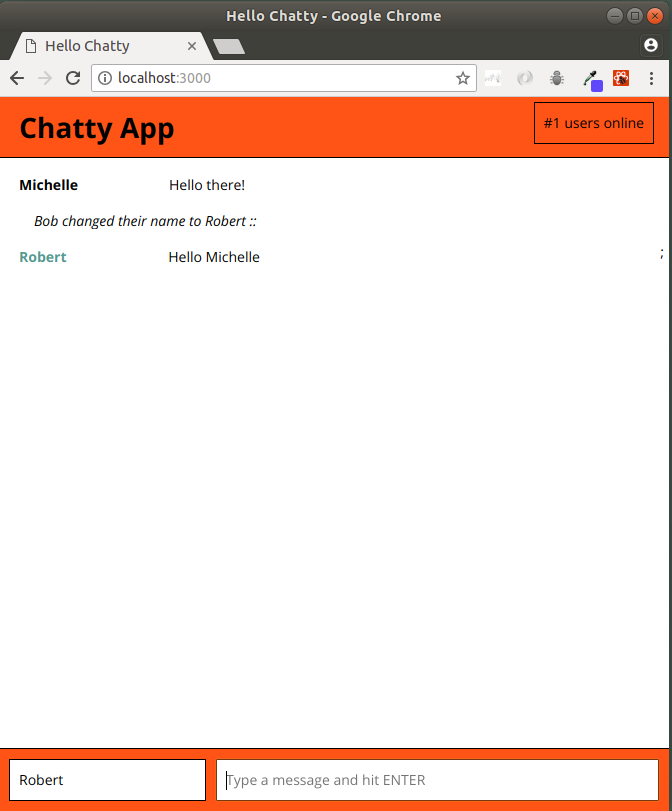 Hello Chatty - Google Chrome
Hello Chatty
localhost:3000
Chatty App
#1 users online
Michelle Hello there!
Bob changed their name to Robert ::
Robert Hello Michelle ;
Robert
Type a message and hit ENTER